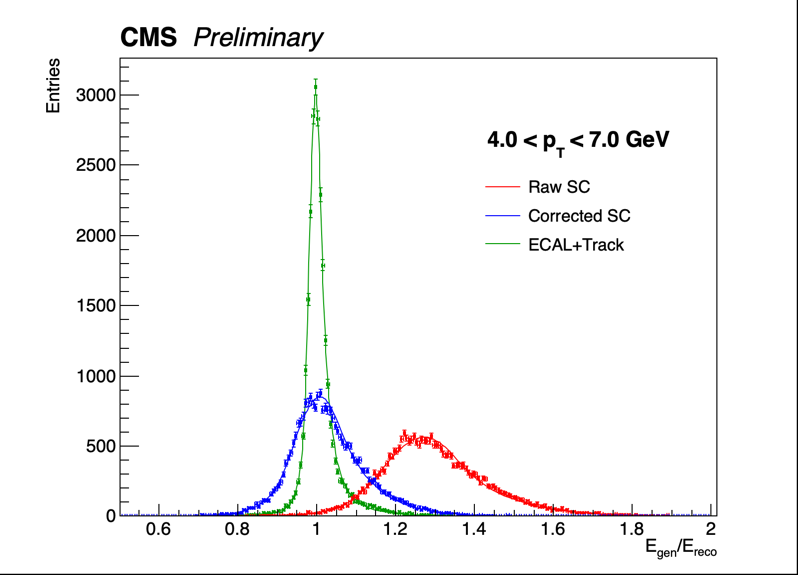 CMS Preliminary
Entries
3000
2500
2000
1500
1000
500
0
4.0 < p_T < 7.0 GeV
Raw SC
Corrected SC
ECAL+Track
0.6 0.8 1 1.2 1.4 1.6 1.8 2
E_gen/E_reco